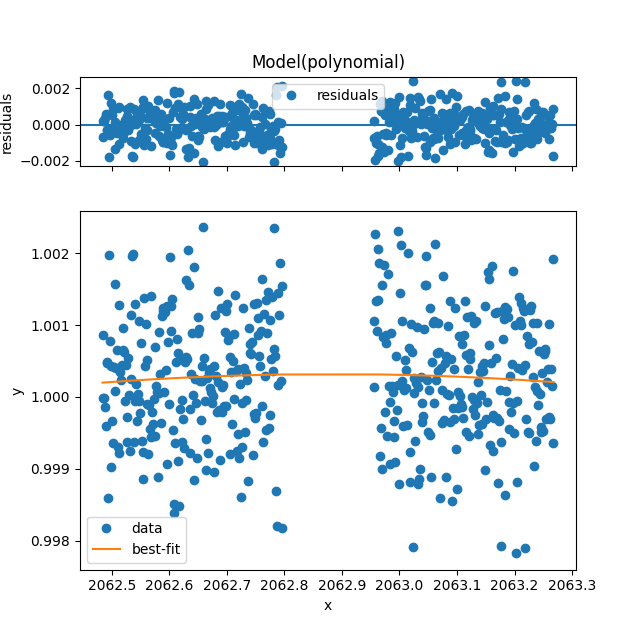 Model(polynomial)
residuals
0.002
0.000
−0.002
residuals
y
1.002
1.001
1.000
0.999
0.998
data
best-fit
2062.5 2062.6 2062.7 2062.8 2062.9 2063.0 2063.1 2063.2 2063.3
x